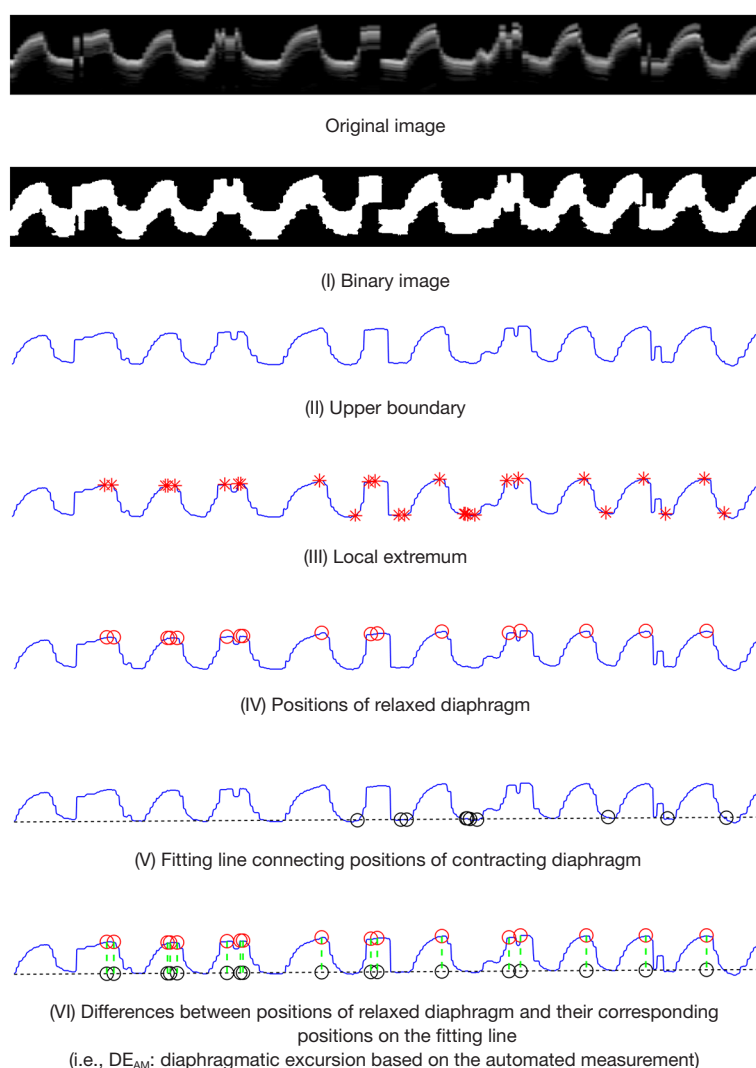 Original image
(I) Binary image
(II) Upper boundary
(III) Local extremum
(IV) Positions of relaxed diaphragm
(V) Fitting line connecting positions of contracting diaphragm
(VI) Differences between positions of relaxed diaphragm and their corresponding
positions on the fitting line
(i.e., DEAM: diaphragmatic excursion based on the automated measurement)